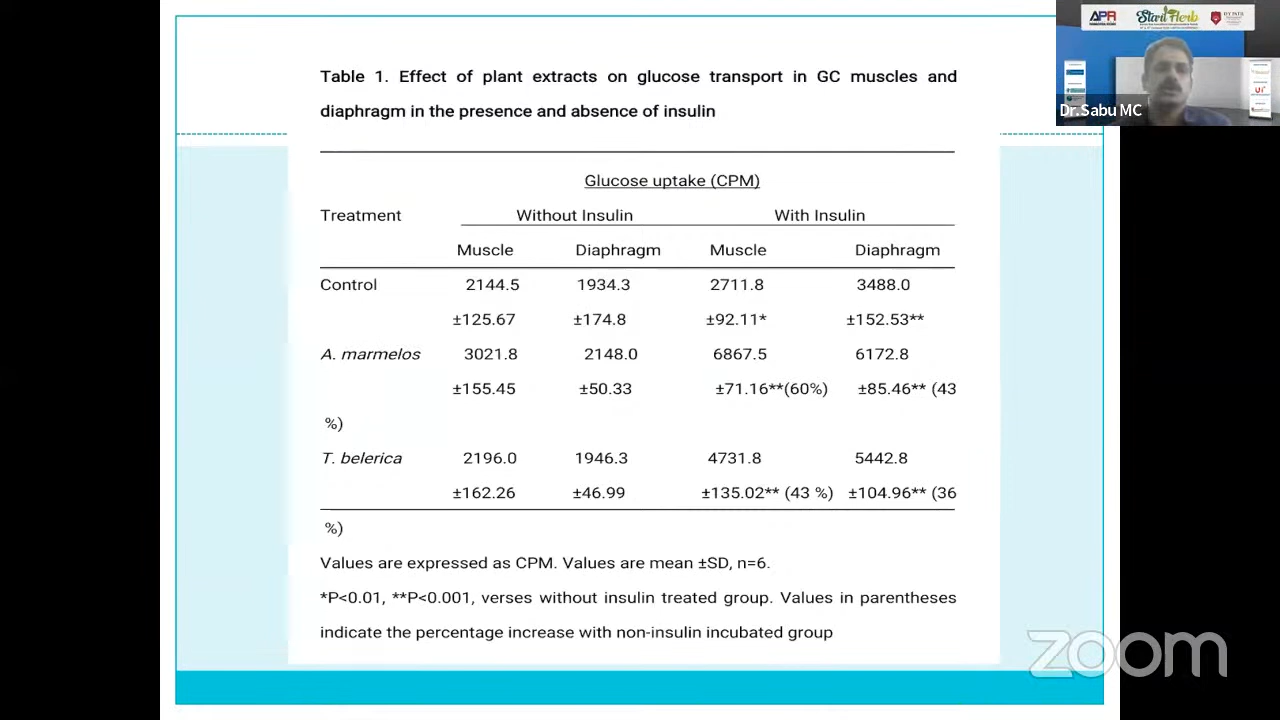 APR
Start Herb
D Y PATIL
Dr.Sabu MC
Table 1. Effect of plant extracts on glucose transport in GC muscles and
diaphragm in the presence and absence of insulin
Glucose uptake (CPM)
Treatment Without Insulin With Insulin
Muscle Diaphragm Muscle Diaphragm
Control 2144.5 1934.3 2711.8 3488.0
±125.67 ±174.8 ±92.11* ±152.53**
A. marmelos 3021.8 2148.0 6867.5 6172.8
±155.45 ±50.33 ±71.16**(60%) ±85.46** (43
%)
T. belerica 2196.0 1946.3 4731.8 5442.8
±162.26 ±46.99 ±135.02** (43 %) ±104.96** (36
%)
Values are expressed as CPM. Values are mean ±SD, n=6.
*P<0.01, **P<0.001, verses without insulin treated group. Values in parentheses
indicate the percentage increase with non-insulin incubated group
zoom